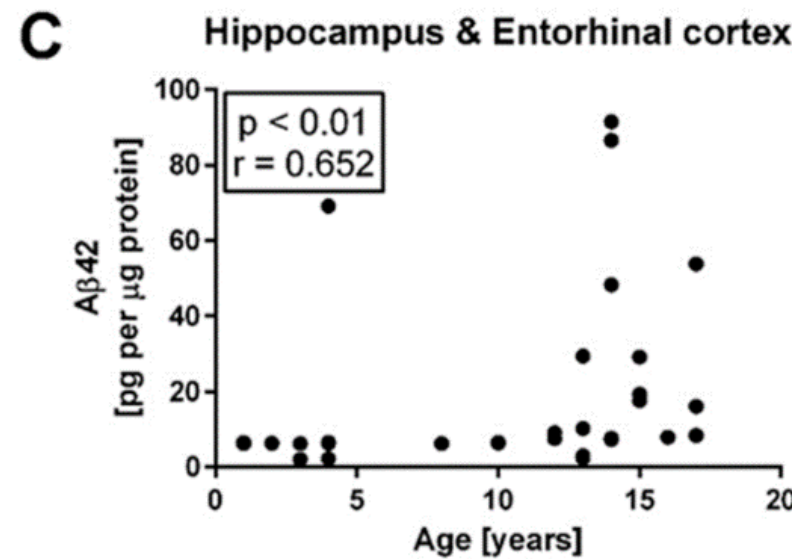 C
Hippocampus & Entorhinal cortex
p < 0.01
r = 0.652
Aβ42
[pg per μg protein]
100
80
60
40
20
0
0 5 10 15 20
Age [years]